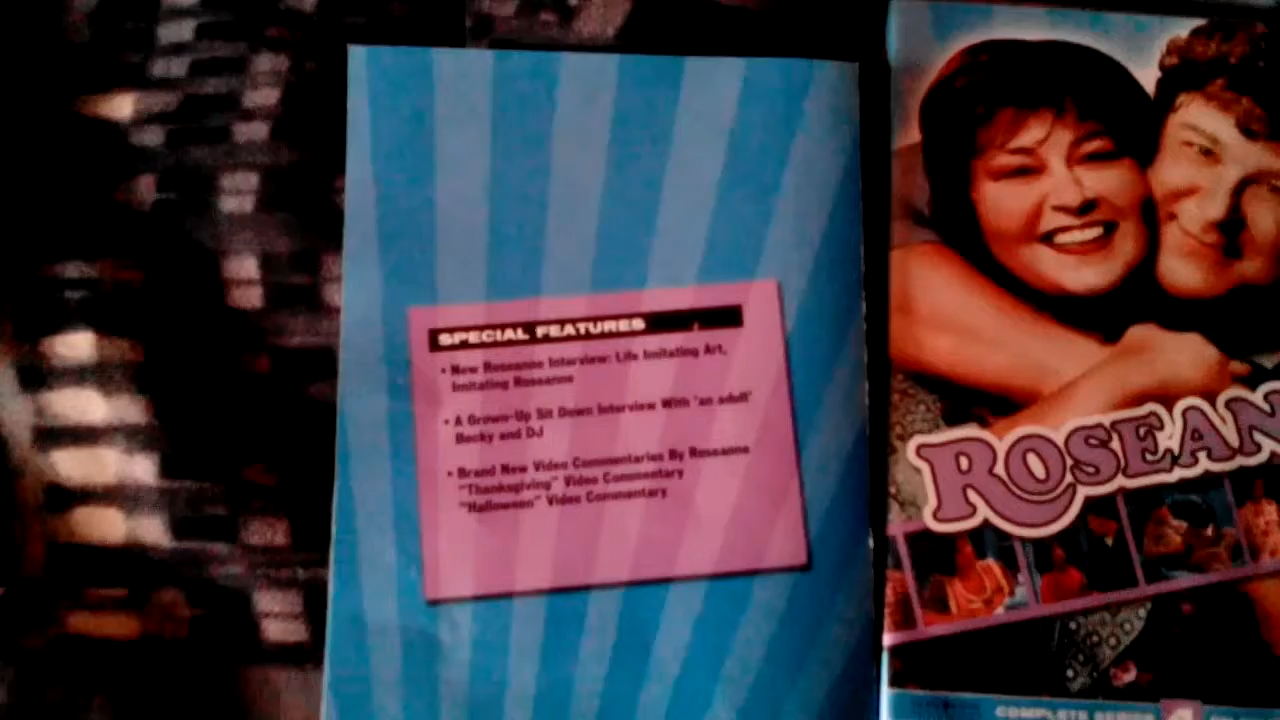 SPECIAL FEATURES
• New Roseanne Interview: Life Imitating Art,
Imitating Roseanne
• A Grown-Up Sit Down Interview With 'an adult'
Becky and DJ
• Brand New Video Commentaries By Roseanne
"Thanksgiving" Video Commentary
"Halloween" Video Commentary
ROSEAN
COMPLETE